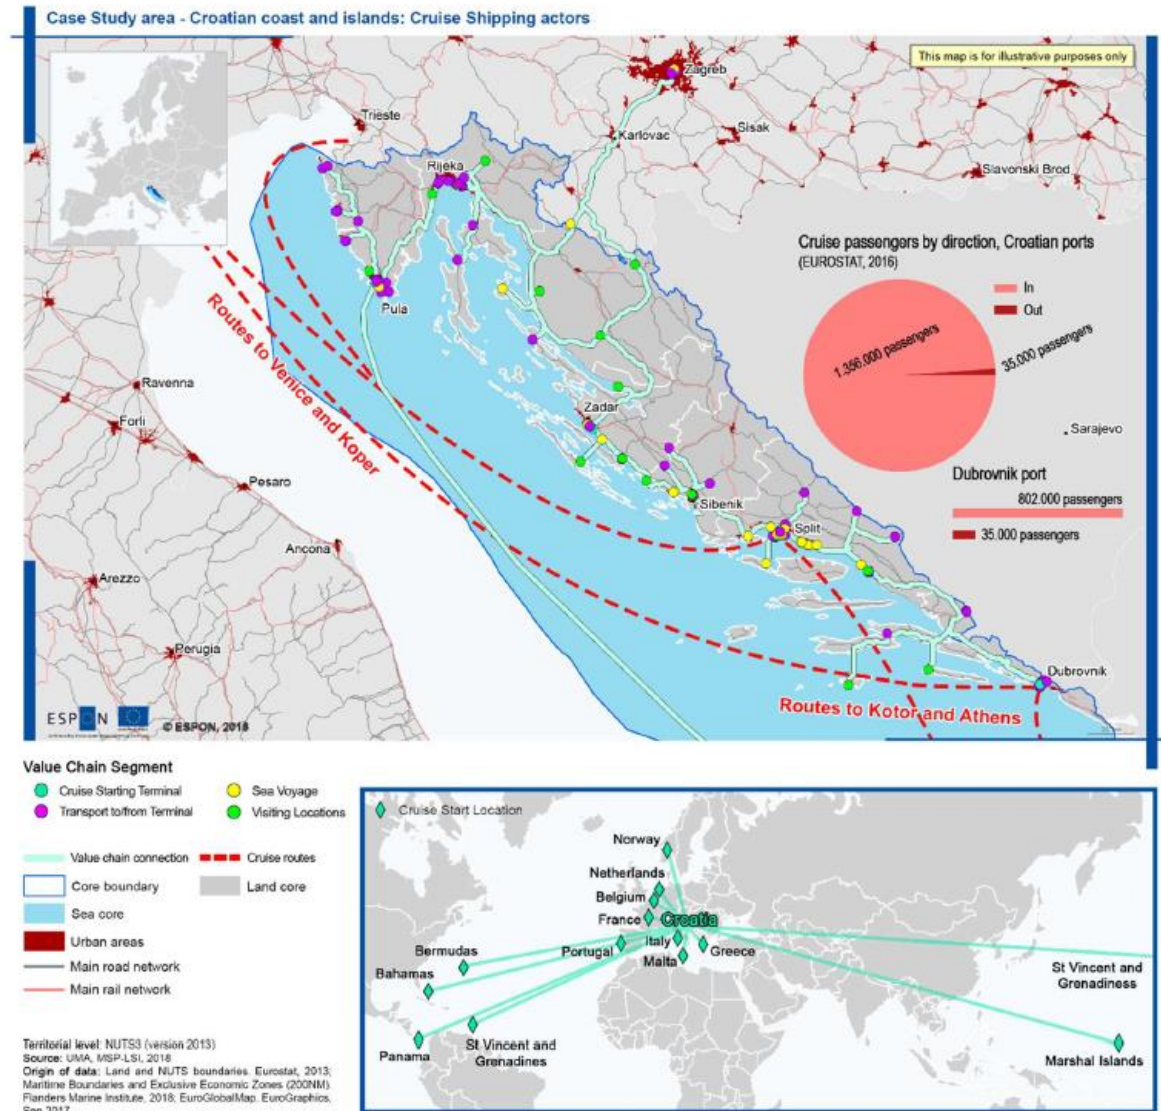 Case Study area - Croatian coast and islands: Cruise Shipping actors
This map is for illustrative purposes only
Zagreb
Trieste
Karlovac
Sisak
Rijeka
Slavonski Brod
Cruise passengers by direction, Croatian ports
(EUROSTAT, 2016)
In
Out
1.356.000 passengers
35.000 passengers
Pula
Routes to Venice and Koper
Ravenna
Forli
Zadar
Sarajevo
Pesaro
Dubrovnik port
802.000 passengers
Sibenik
35.000 passengers
Split
Ancona
Arezzo
Perugia
Dubrovnik
Routes to Kotor and Athens
ESPON
© ESPON, 2018
Value Chain Segment
Cruise Starting Terminal
Sea Voyage
Transport to/from Terminal
Visiting Locations
Value chain connection
Cruise routes
Core boundary
Land core
Sea core
Urban areas
Main road network
Main rail network
Territorial level: NUTS3 (version 2013)
Source: UMA, MSP-LSI, 2018
Origin of data: Land and NUTS boundaries. Eurostat, 2013;
Maritime Boundaries and Exclusive Economic Zones (200NM)
Flanders Marine Institute, 2018; EuroGlobalMap. EuroGraphics,
Sep 2017
Cruise Start Location
Norway
Netherlands
Belgium
France
Croatia
Bermudas
Portugal
Italy
Greece
Malta
Bahamas
St Vincent and
Grenadiness
Panama
St Vincent and
Grenadines
Marshal Islands